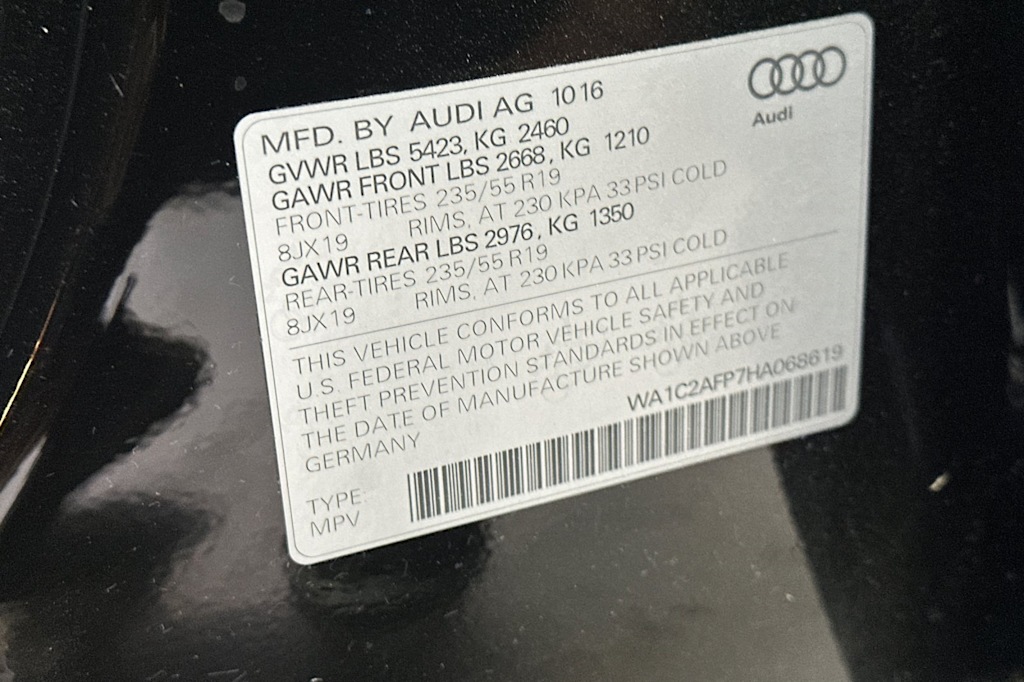 MFD. BY AUDI AG 1016
Audi
GVWR LBS 5423, KG 2460
GAWR FRONT LBS 2668, KG 1210
FRONT-TIRES 235/55 R19
8JX19 RIMS, AT 230 KPA 33 PSI COLD
GAWR REAR LBS 2976, KG 1350
REAR-TIRES 235/55 R19
8JX19 RIMS, AT 230 KPA 33 PSI COLD
THIS VEHICLE CONFORMS TO ALL APPLICABLE
U.S. FEDERAL MOTOR VEHICLE SAFETY AND
THEFT PREVENTION STANDARDS IN EFFECT ON
THE DATE OF MANUFACTURE SHOWN ABOVE
GERMANY
WA1C2AFP7HA068619
TYPE:
MPV